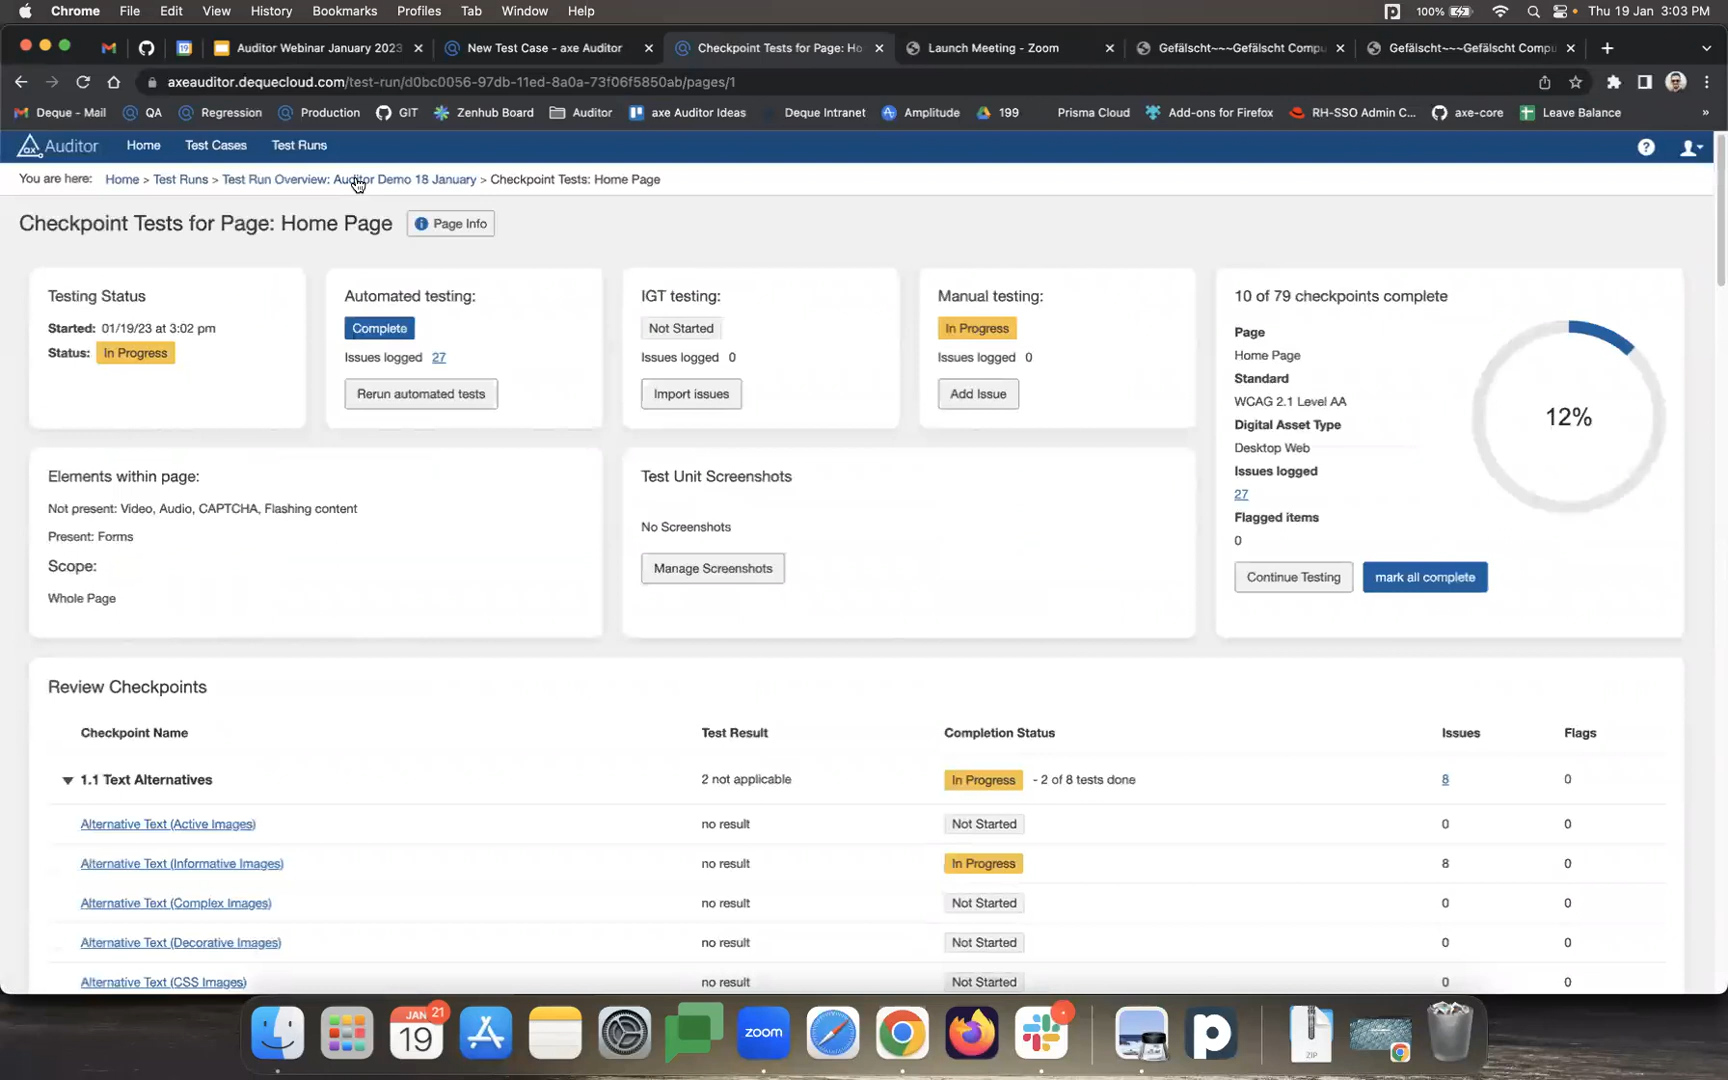 Chrome File Edit View History Bookmarks Profiles Tab Window Help 100% Thu 19 Jan 3:03 PM
Auditor Webinar January 2023 New Test Case - axe Auditor Checkpoint Tests for Page: Ho Launch Meeting - Zoom Gefälscht~~~Gefälscht Compu Gefälscht~~~Gefälscht Compu
axeauditor.dequecloud.com/test-run/d0bc0056-97db-11ed-8a0a-73f06f5850ab/pages/1
Deque - Mail QA Regression Production GIT Zenhub Board Auditor axe Auditor Ideas Deque Intranet Amplitude 199 Prisma Cloud Add-ons for Firefox RH-SSO Admin C... axe-core Leave Balance »
Auditor Home Test Cases Test Runs
You are here: Home > Test Runs > Test Run Overview: Auditor Demo 18 January > Checkpoint Tests: Home Page
Checkpoint Tests for Page: Home Page Page Info
Testing Status
Started: 01/19/23 at 3:02 pm
Status: In Progress
Automated testing:
Complete
Issues logged 27
Rerun automated tests
IGT testing:
Not Started
Issues logged 0
Import issues
Manual testing:
In Progress
Issues logged 0
Add Issue
10 of 79 checkpoints complete
Page
Home Page
Standard
WCAG 2.1 Level AA
Digital Asset Type
Desktop Web
Issues logged
27
Flagged items
0
12%
Continue Testing mark all complete
Elements within page:
Not present: Video, Audio, CAPTCHA, Flashing content
Present: Forms
Scope:
Whole Page
Test Unit Screenshots
No Screenshots
Manage Screenshots
Review Checkpoints
Checkpoint Name Test Result Completion Status Issues Flags
1.1 Text Alternatives 2 not applicable In Progress - 2 of 8 tests done 8 0
Alternative Text (Active Images) no result Not Started 0 0
Alternative Text (Informative Images) no result In Progress 8 0
Alternative Text (Complex Images) no result Not Started 0 0
Alternative Text (Decorative Images) no result Not Started 0 0
Alternative Text (CSS Images) no result Not Started 0 0
JAN 21
19
zoom
ZIP